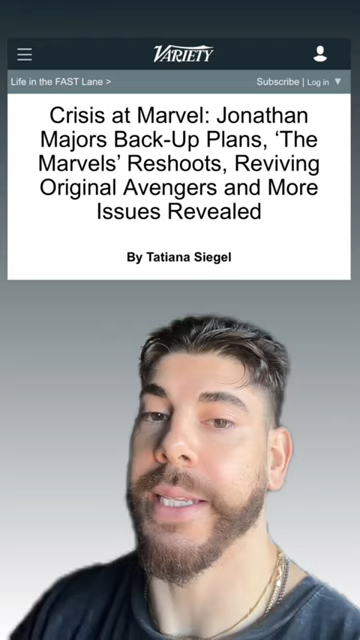 VARIETY
Life in the FAST Lane >
Subscribe | Log in ▼
Crisis at Marvel: Jonathan
Majors Back-Up Plans, ‘The
Marvels’ Reshoots, Reviving
Original Avengers and More
Issues Revealed
By Tatiana Siegel